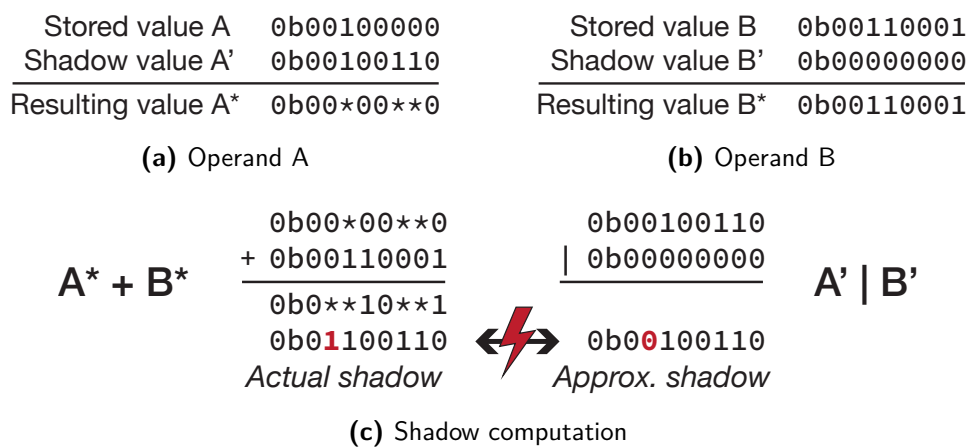 Stored value A 0b00100000
Shadow value A' 0b00100110
Resulting value A* 0b00*00**0
(a) Operand A
Stored value B 0b00110001
Shadow value B' 0b00000000
Resulting value B* 0b00110001
(b) Operand B
A* + B*
0b00*00**0
+ 0b00110001
0b0**10**1
0b01100110
Actual shadow
0b00100110
| 0b00000000
0b00100110
Approx. shadow
A' | B'
(c) Shadow computation